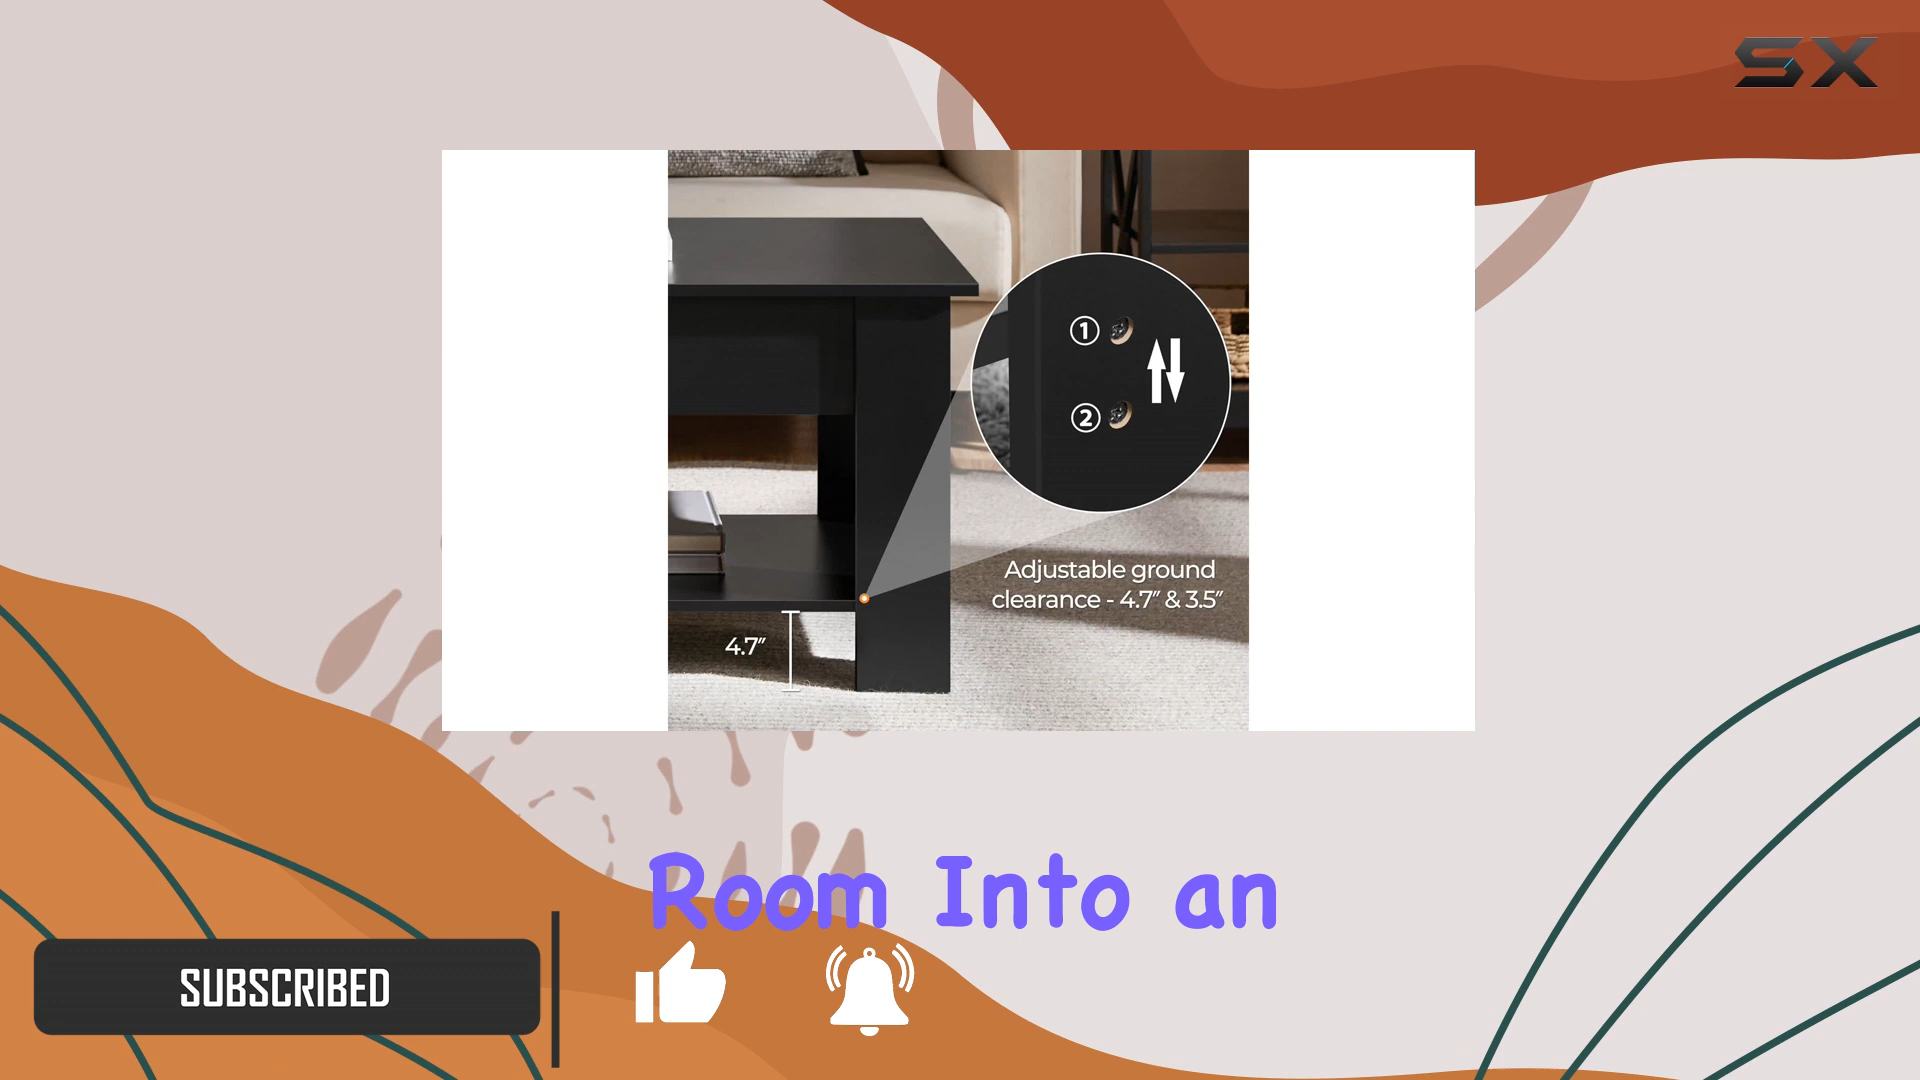 SX
①
②
Adjustable ground
clearance - 4.7″ & 3.5″
4.7″
Room Into an
SUBSCRIBED